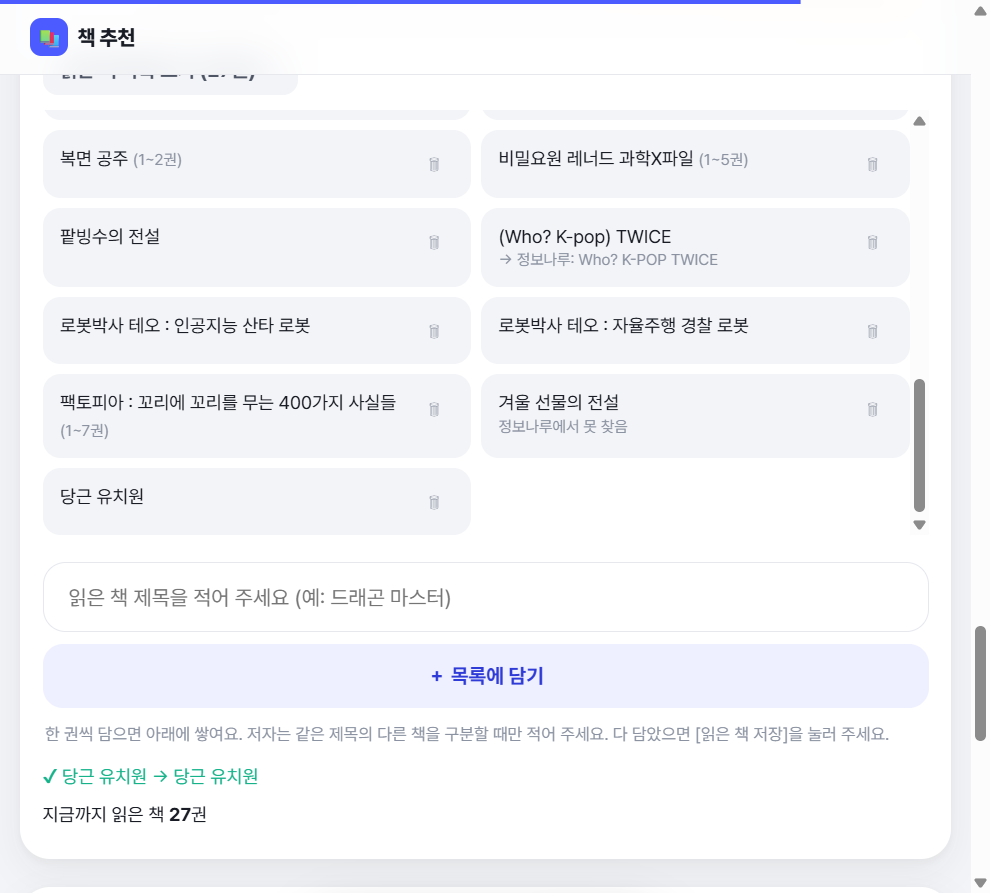 책 추천
복면 공주 (1~2권)
비밀요원 레너드 과학X파일 (1~5권)
팥빙수의 전설
(Who? K-pop) TWICE
→ 정보나루: Who? K-POP TWICE
로봇박사 테오 : 인공지능 산타 로봇
로봇박사 테오 : 자율주행 경찰 로봇
팩토피아 : 꼬리에 꼬리를 무는 400가지 사실들
(1~7권)
겨울 선물의 전설
정보나루에서 못 찾음
당근 유치원
읽은 책 제목을 적어 주세요 (예: 드래곤 마스터)
+ 목록에 담기
한 권씩 담으면 아래에 쌓여요. 저자는 같은 제목의 다른 책을 구분할 때만 적어 주세요. 다 담았으면 [읽은 책 저장]을 눌러 주세요.
✓ 당근 유치원 → 당근 유치원
지금까지 읽은 책 27권